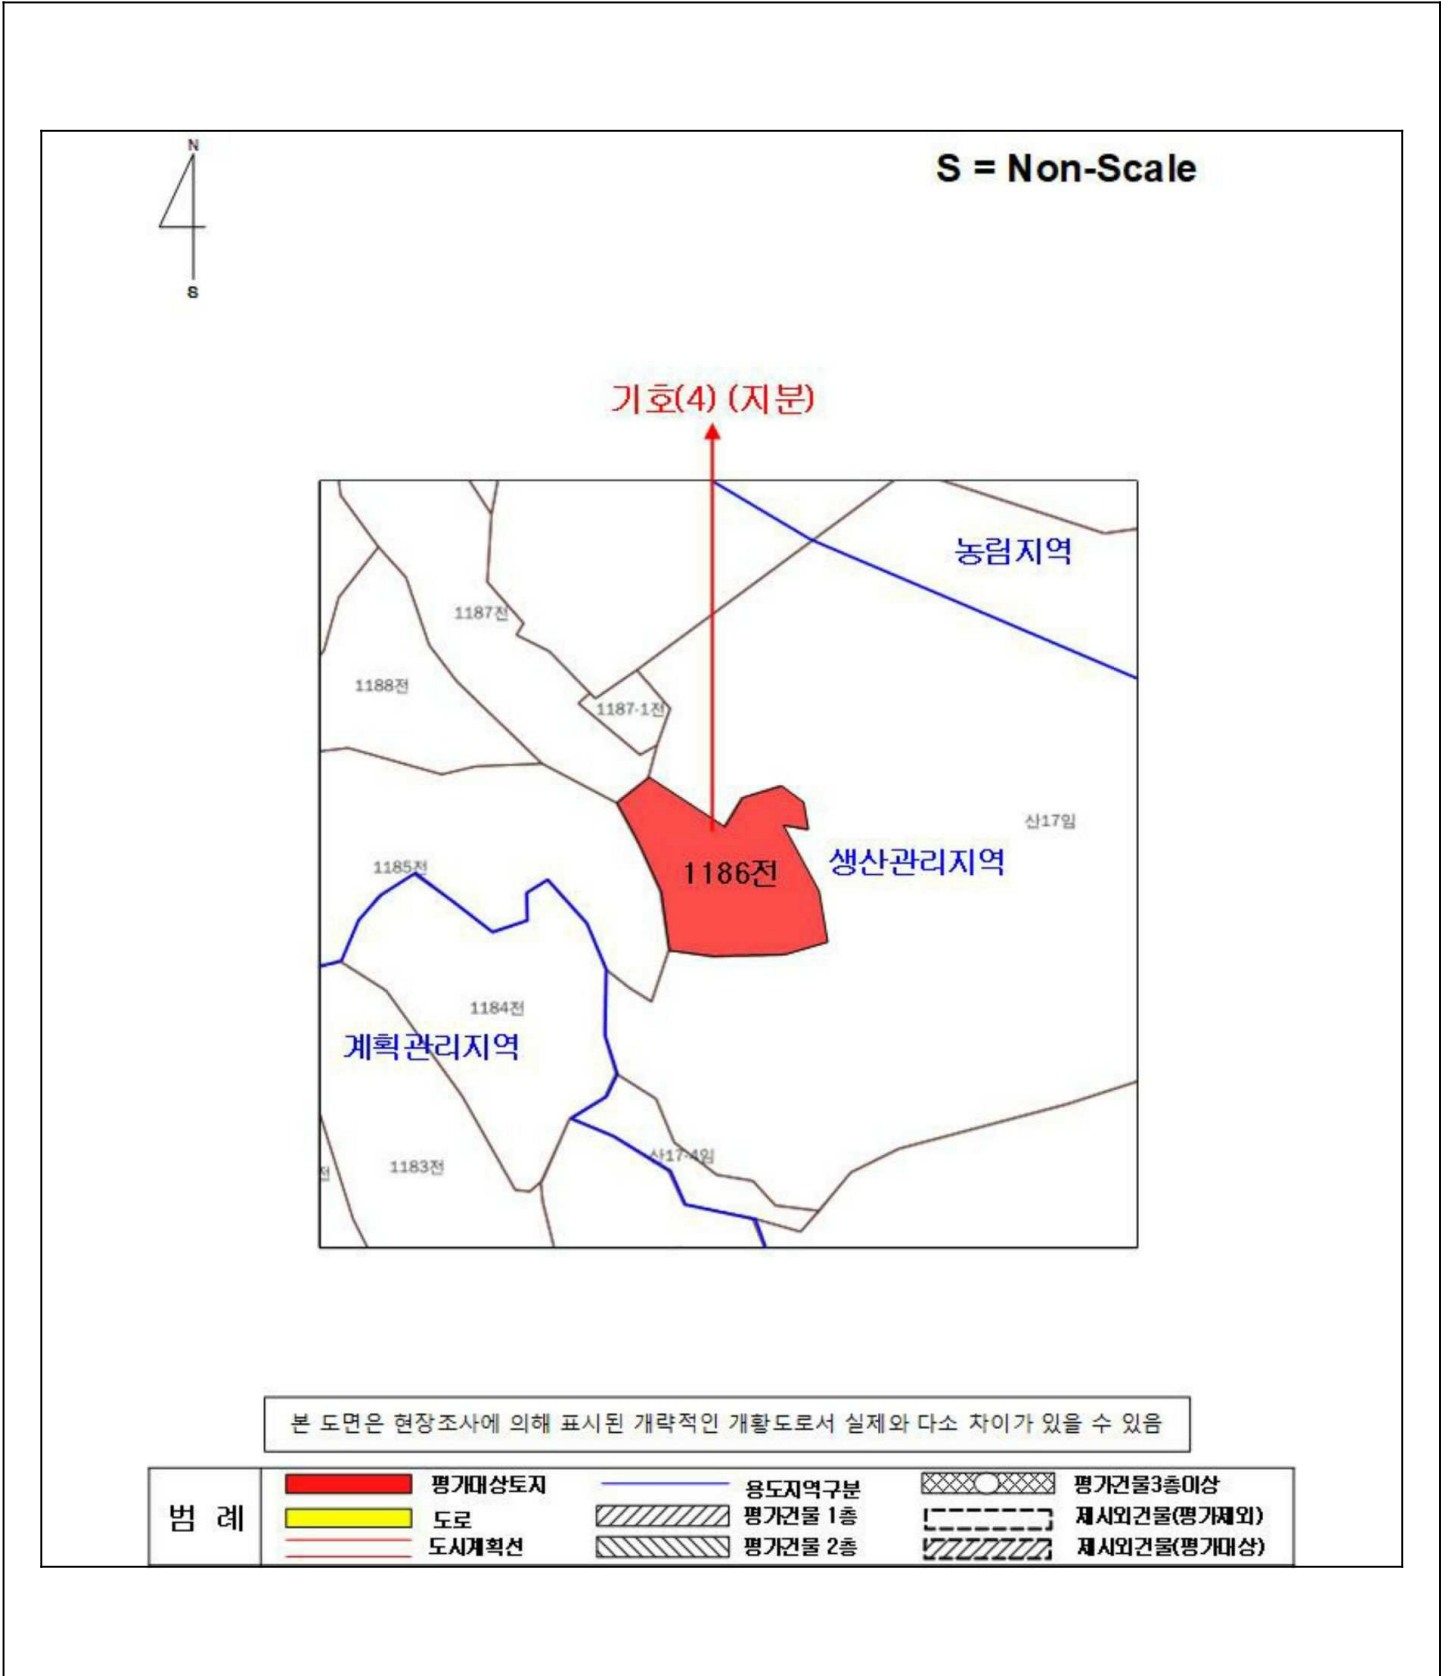 N
S = Non-Scale
S
기호(4) (지분)
농림지역
1187전
1188전
1187-1전
산17임
생산관리지역
1185전
1186전
1184전
계획관리지역
산17-4임
1183전
전
본 도면은 현장조사에 의해 표시된 개략적인 개황도로서 실제와 다소 차이가 있을 수 있음
범 례
평가대상토지
용도지역구분
평가건물3층이상
도로
평가건물 1층
제시외건물(평가제외)
도시계획선
평가건물 2층
제시외건물(평가대상)